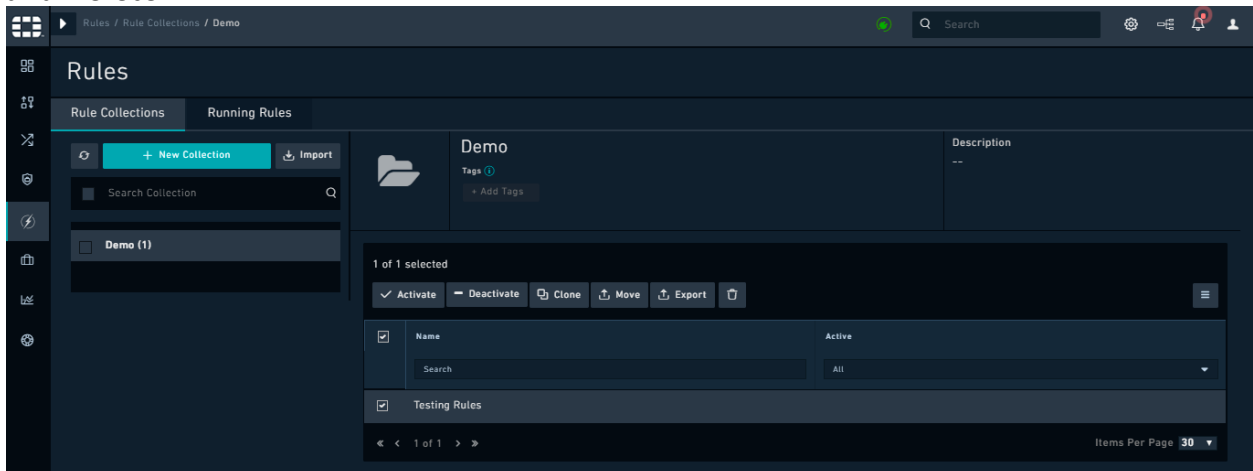 Rules / Rule Collections / Demo
Search
Rules
Rule Collections
Running Rules
+ New Collection
Import
Search Collection
Demo (1)
Demo
Tags
+ Add Tags
Description
--
1 of 1 selected
Activate
Deactivate
Clone
Move
Export
Name
Active
Search
All
Testing Rules
« < 1 of 1 > »
Items Per Page 30